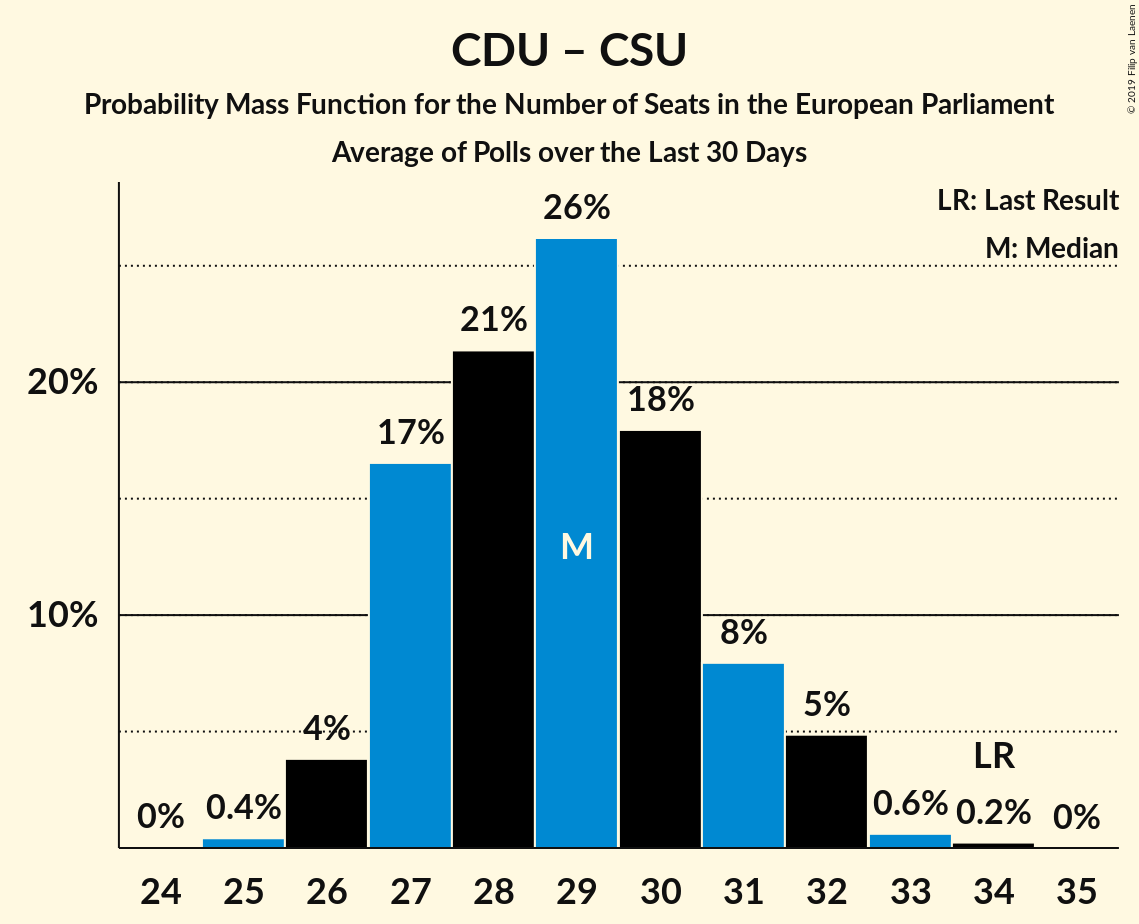 CDU – CSU
Probability Mass Function for the Number of Seats in the European Parliament
Average of Polls over the Last 30 Days
© 2019 Filip van Laenen
LR: Last Result
M: Median
26%
21%
20%
18%
17%
M
10%
8%
5%
4%
LR
0%
0.4%
0.6%
0.2%
0%
24 25 26 27 28 29 30 31 32 33 34 35